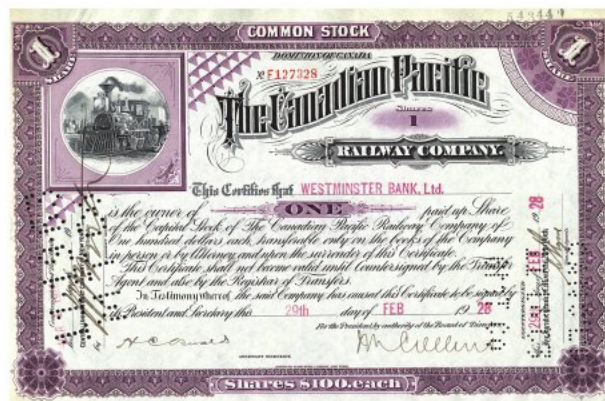 COMMON STOCK
1
SHARE
1
SHARE
DOMINION OF CANADA
No F127328
The Canadian Pacific
Shares
1
RAILWAY COMPANY.
This Certifies that WESTMINSTER BANK, Ltd.
is the owner of ONE paid up Share
of the Capital Stock of The Canadian Pacific Railway Company of
One hundred dollars each, transferable only on the books of the Company
in person or by Attorney and upon the surrender of this Certificate.
This Certificate shall not become valid until Countersigned by the Transfer
Agent and also by the Registrar of Transfers.
In Testimony whereof, the said Company has caused this Certificate to be signed by
its President and Secretary this 29th day of FEB 1928
For the President, by authority of the Board of Directors
Shares $100. each